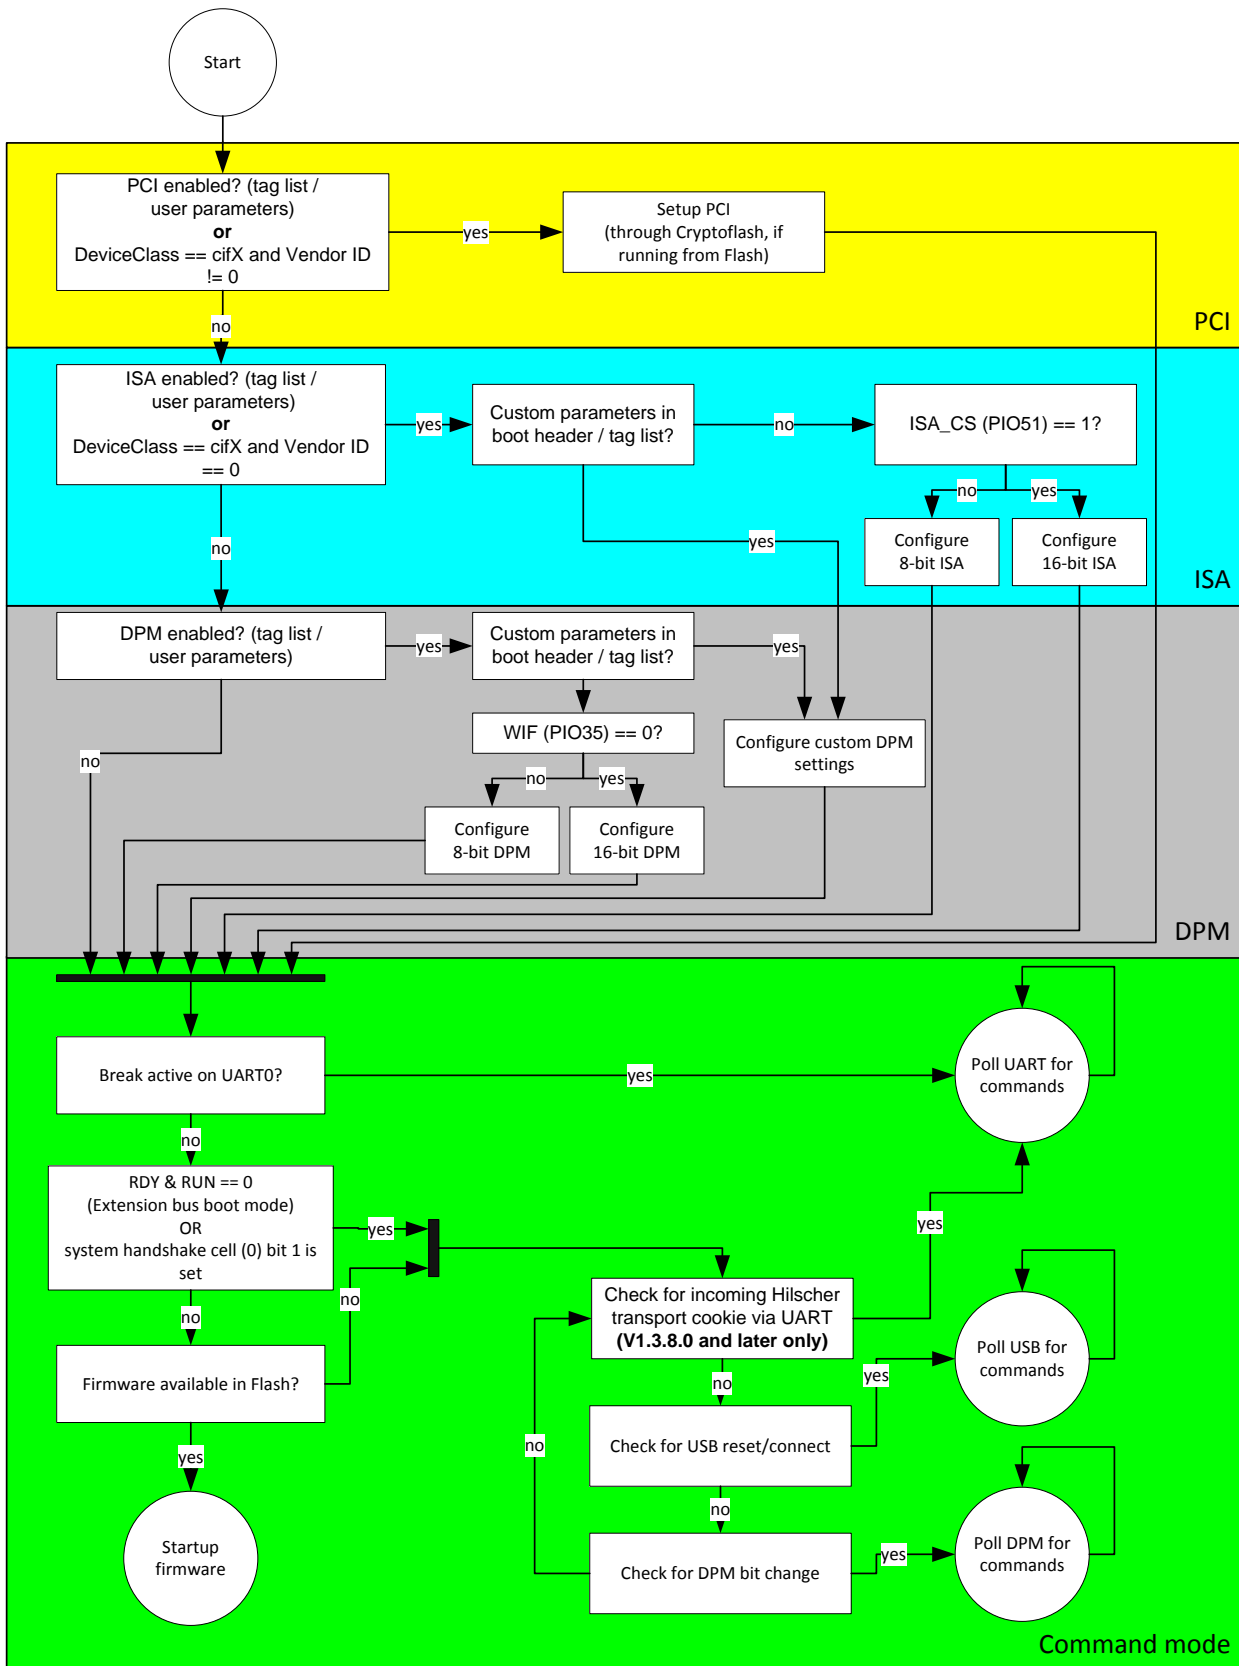 Start
PCI enabled? (tag list /
user parameters)
or
DeviceClass == cifX and Vendor ID
!= 0
yes
Setup PCI
(through Cryptoflash, if
running from Flash)
no
PCI
ISA enabled? (tag list /
user parameters)
or
DeviceClass == cifX and Vendor ID
== 0
yes
Custom parameters in
boot header / tag list?
no
ISA_CS (PIO51) == 1?
no
yes
Configure
8-bit ISA
Configure
16-bit ISA
no
yes
ISA
DPM enabled? (tag list /
user parameters)
yes
Custom parameters in
boot header / tag list?
yes
WIF (PIO35) == 0?
Configure custom DPM
settings
no
no
yes
Configure
8-bit DPM
Configure
16-bit DPM
DPM
Break active on UART0?
yes
Poll UART for
commands
no
RDY & RUN == 0
(Extension bus boot mode)
OR
system handshake cell (0) bit 1 is
set
yes
yes
no
no
Check for incoming Hilscher
transport cookie via UART
(V1.3.8.0 and later only)
Poll USB for
commands
Firmware available in Flash?
no
yes
yes
no
Check for USB reset/connect
no
Startup
firmware
Check for DPM bit change
yes
Poll DPM for
commands
Command mode